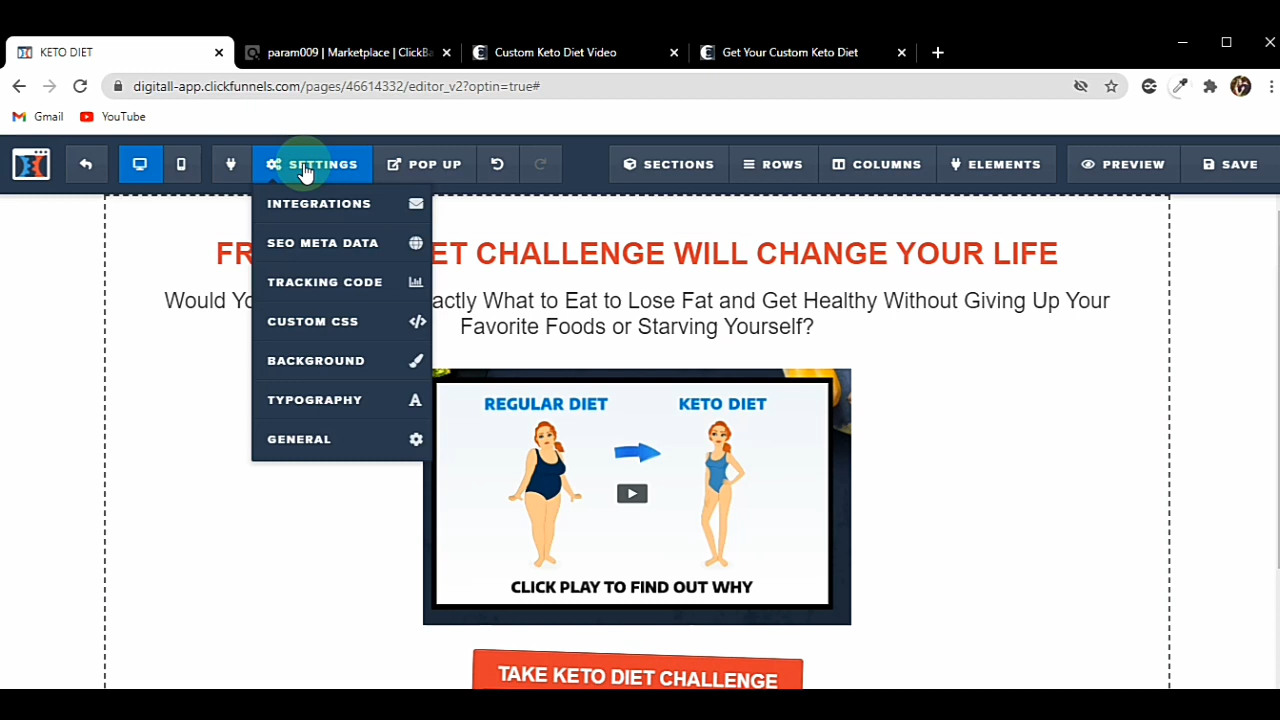 KETO DIET
param009 | Marketplace | ClickBa
Custom Keto Diet Video
Get Your Custom Keto Diet
digitall-app.clickfunnels.com/pages/46614332/editor_v2?optin=true#
Gmail
YouTube
SETTINGS
POP UP
SECTIONS
ROWS
COLUMNS
ELEMENTS
PREVIEW
SAVE
INTEGRATIONS
SEO META DATA
TRACKING CODE
CUSTOM CSS
BACKGROUND
TYPOGRAPHY
GENERAL
FR ET CHALLENGE WILL CHANGE YOUR LIFE
Would Yo actly What to Eat to Lose Fat and Get Healthy Without Giving Up Your
Favorite Foods or Starving Yourself?
REGULAR DIET
KETO DIET
CLICK PLAY TO FIND OUT WHY
TAKE KETO DIET CHALLENGE